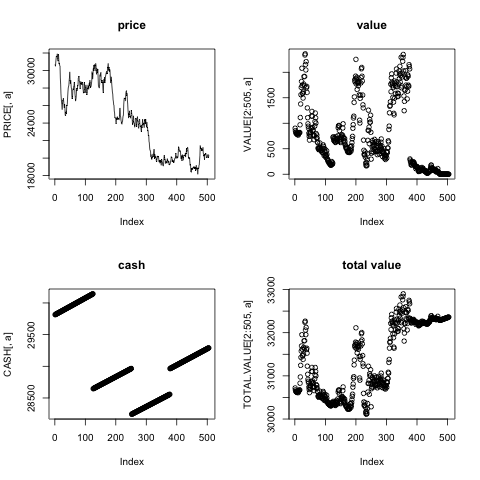 price
PRICE[, a]
18000 24000 30000
0 100 200 300 400 500
Index
value
VALUE[2:505, a]
0 500 1500
0 100 200 300 400 500
Index
cash
CASH[, a]
28500 29500
0 100 200 300 400 500
Index
total value
TOTAL.VALUE[2:505, a]
30000 31000 32000 33000
0 100 200 300 400 500
Index